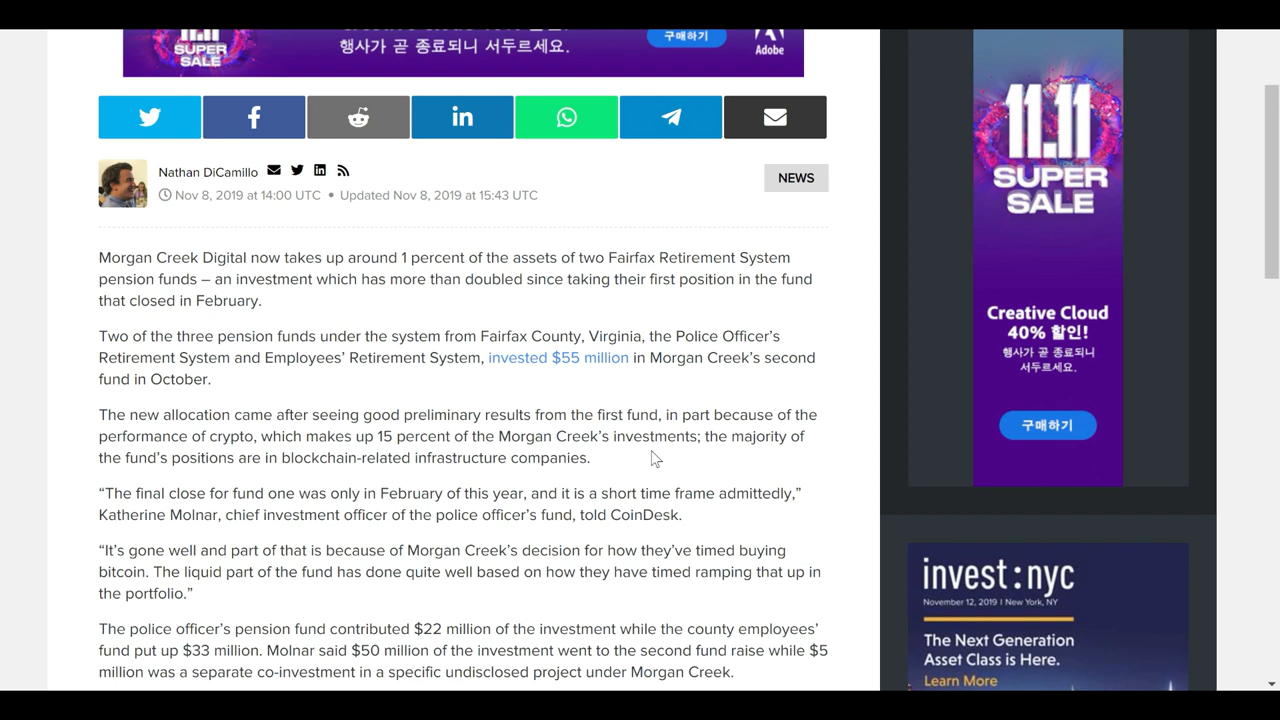 SUPER
SALE
행사가 곧 종료되니 서두르세요.
구매하기
Adobe
Nathan DiCamillo
NEWS
Nov 8, 2019 at 14:00 UTC • Updated Nov 8, 2019 at 15:43 UTC
Morgan Creek Digital now takes up around 1 percent of the assets of two Fairfax Retirement System
pension funds – an investment which has more than doubled since taking their first position in the fund
that closed in February.
Two of the three pension funds under the system from Fairfax County, Virginia, the Police Officer’s
Retirement System and Employees’ Retirement System, invested $55 million in Morgan Creek’s second
fund in October.
The new allocation came after seeing good preliminary results from the first fund, in part because of the
performance of crypto, which makes up 15 percent of the Morgan Creek’s investments; the majority of
the fund’s positions are in blockchain-related infrastructure companies.
“The final close for fund one was only in February of this year, and it is a short time frame admittedly,”
Katherine Molnar, chief investment officer of the police officer’s fund, told CoinDesk.
“It’s gone well and part of that is because of Morgan Creek’s decision for how they’ve timed buying
bitcoin. The liquid part of the fund has done quite well based on how they have timed ramping that up in
the portfolio.”
The police officer’s pension fund contributed $22 million of the investment while the county employees’
fund put up $33 million. Molnar said $50 million of the investment went to the second fund raise while $5
million was a separate co-investment in a specific undisclosed project under Morgan Creek.
11.11
SUPER
SALE
Creative Cloud
40% 할인!
행사가 곧 종료되니
서두르세요.
구매하기
invest:nyc
November 12, 2019 | New York, NY
The Next Generation
Asset Class is Here.
Learn More